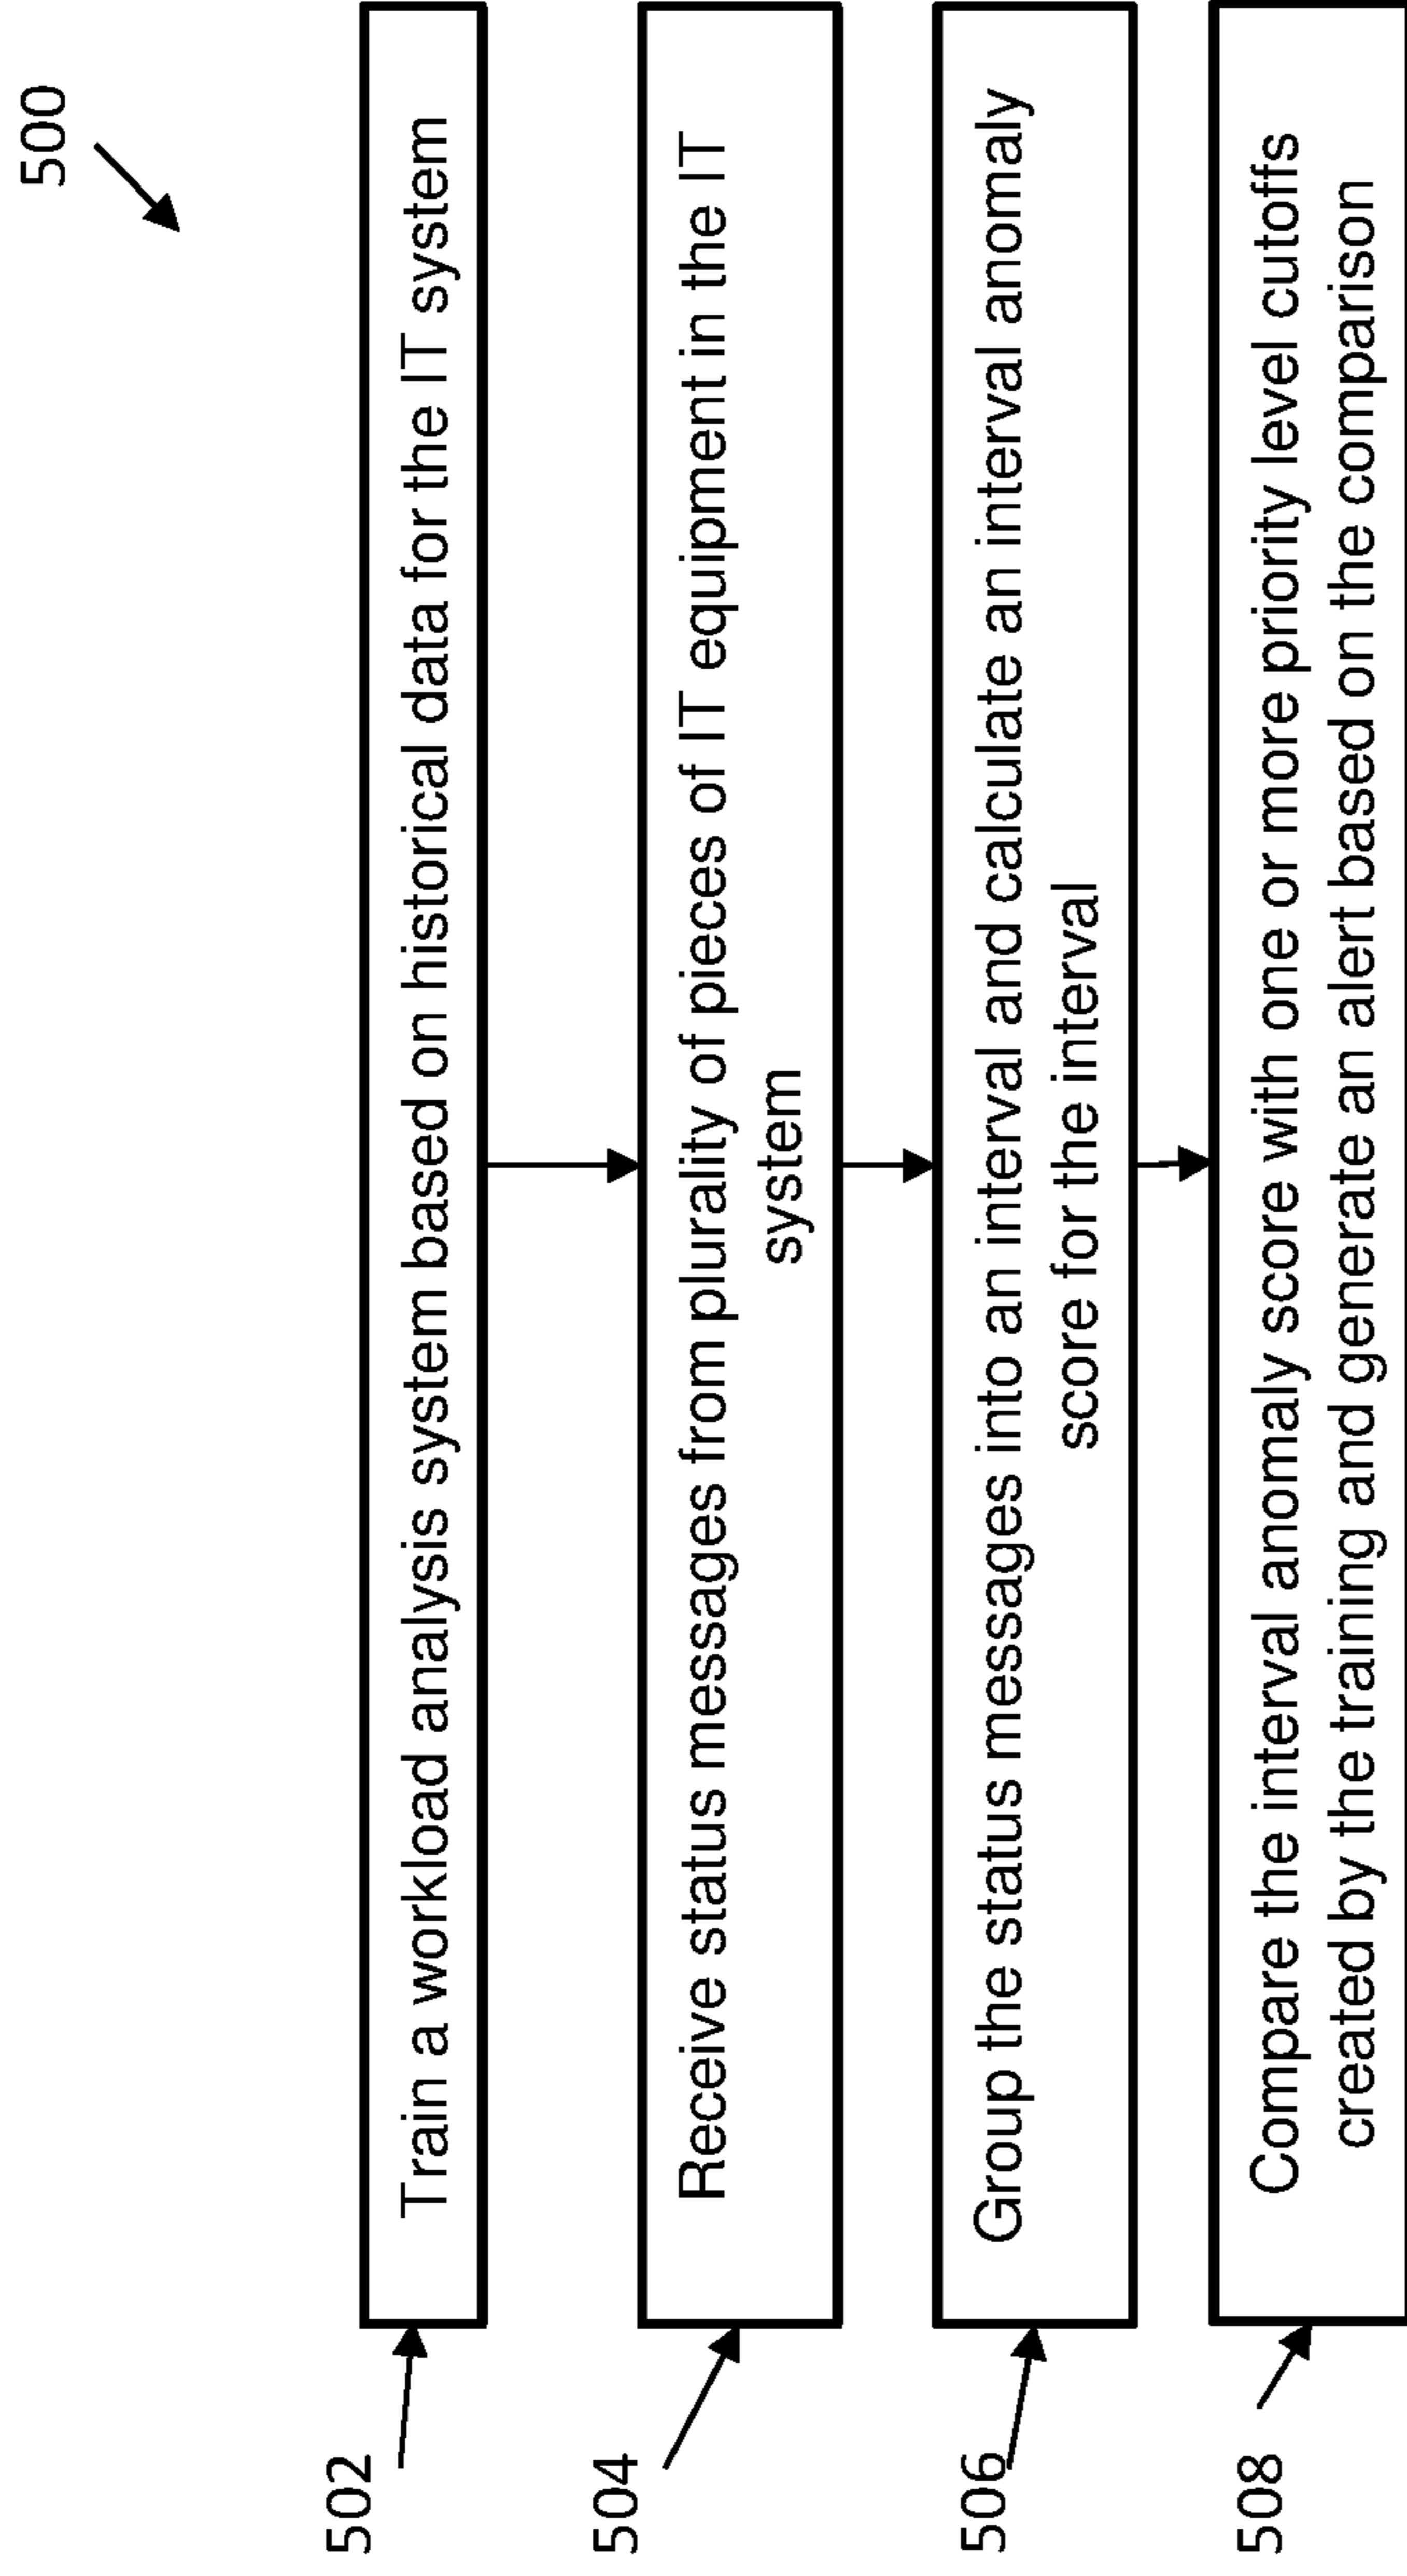 500
502
Train a workload analysis system based on historical data for the IT system
504
Receive status messages from plurality of pieces of IT equipment in the IT
system
506
Group the status messages into an interval and calculate an interval anomaly
score for the interval
508
Compare the interval anomaly score with one or more priority level cutoffs
created by the training and generate an alert based on the comparison